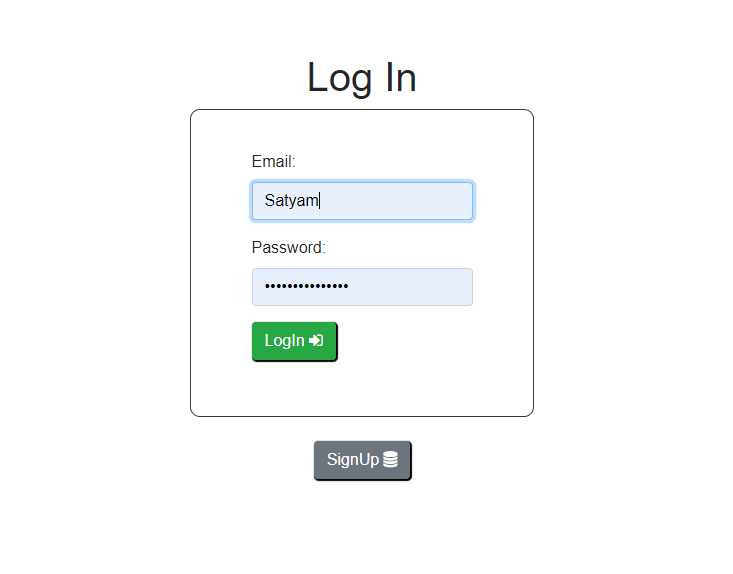 Log In
Email:
Satyam
Password:
•••••••••••••••
LogIn
SignUp